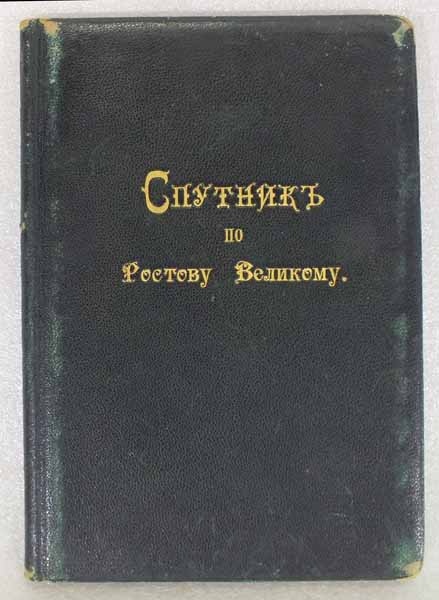 Спутникъ
по
Ростову Великому.